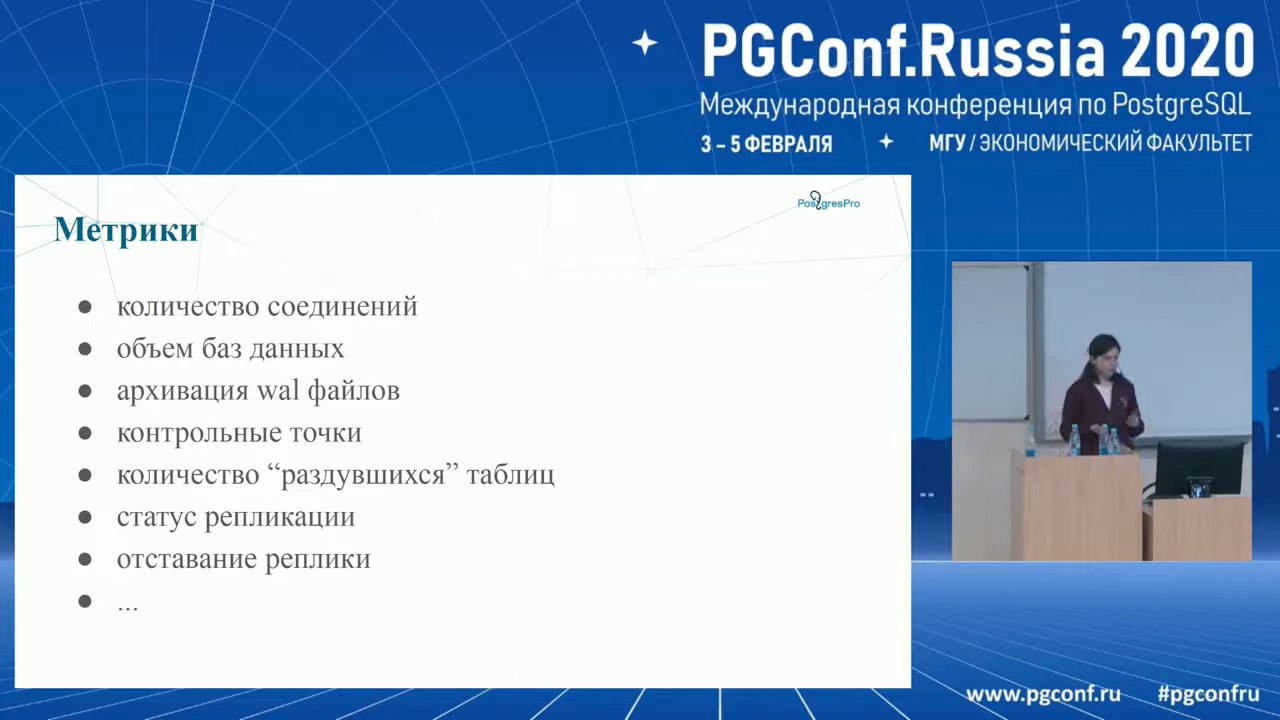 PGConf.Russia 2020
Международная конференция по PostgreSQL
3 – 5 ФЕВРАЛЯ
МГУ / ЭКОНОМИЧЕСКИЙ ФАКУЛЬТЕТ
PostgresPro
Метрики
● количество соединений
● объем баз данных
● архивация wal файлов
● контрольные точки
● количество “раздувшихся” таблиц
● статус репликации
● отставание реплики
● ...
www.pgconf.ru
#pgconfru